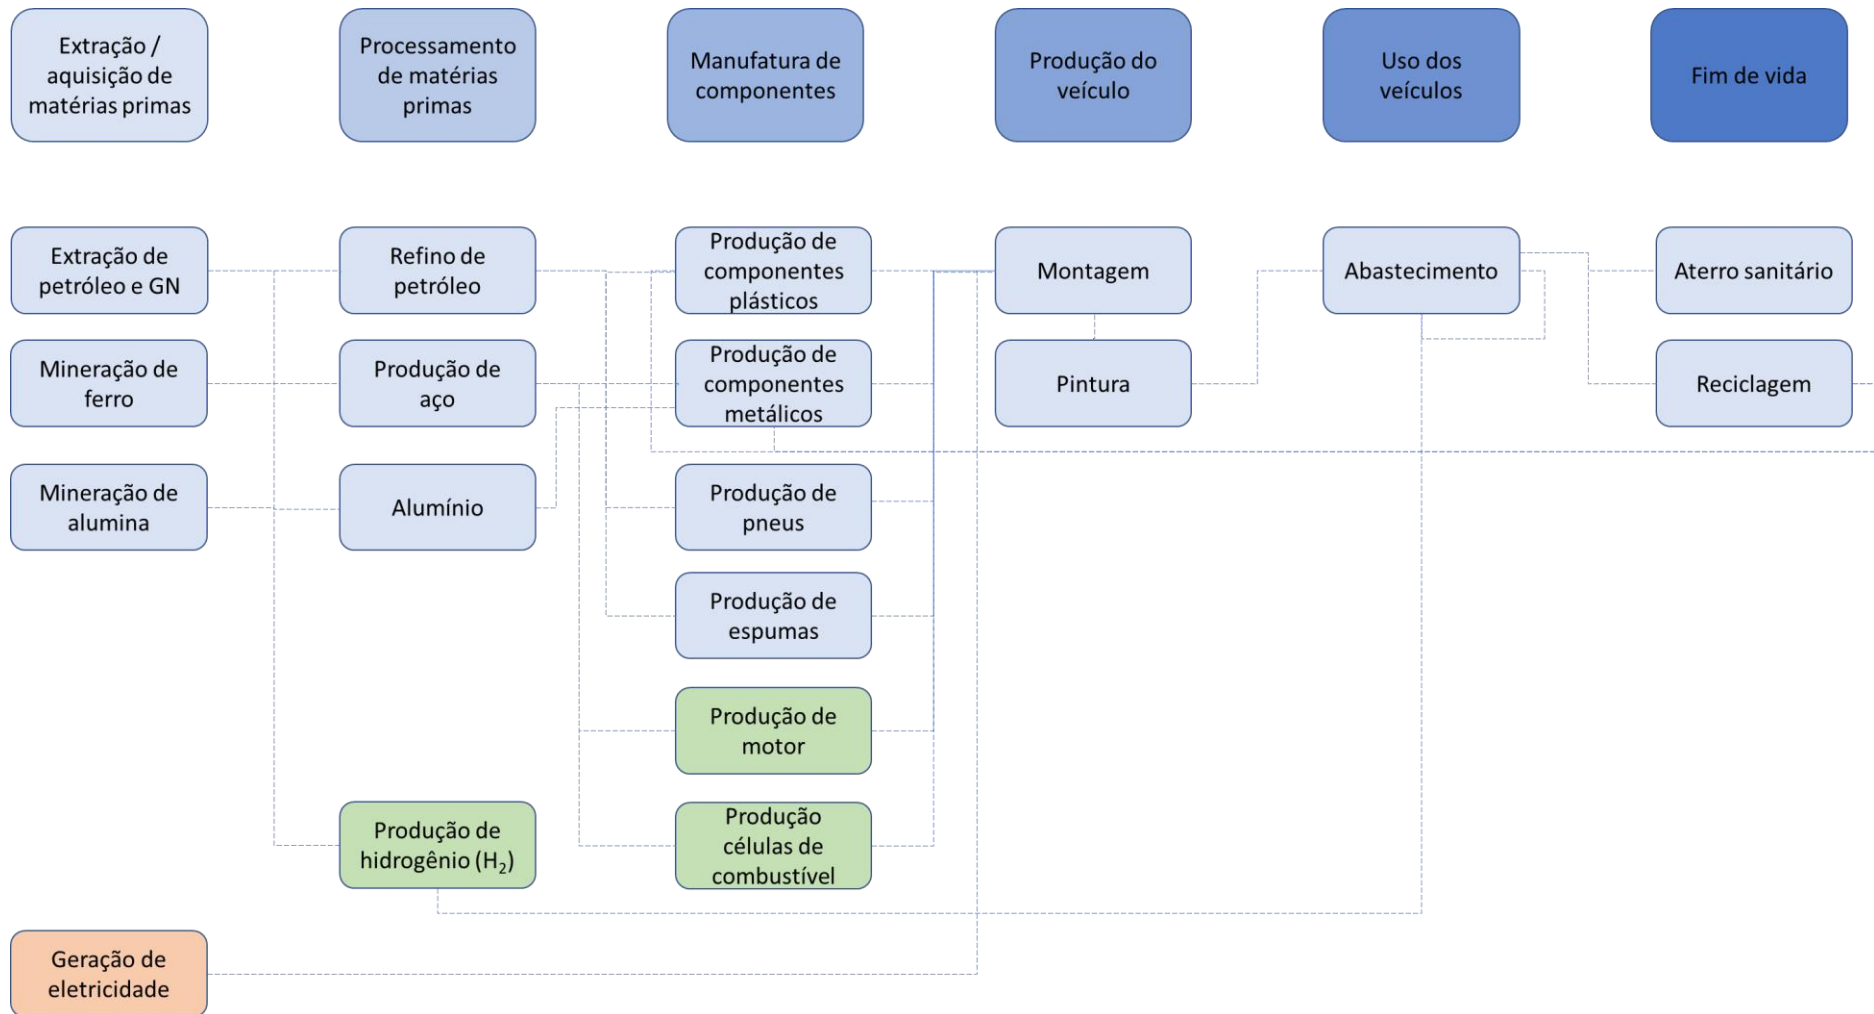 Extração /
aquisição de
matérias primas
Processamento
de matérias
primas
Manufatura de
componentes
Produção do
veículo
Uso dos
veículos
Fim de vida
Extração de
petróleo e GN
Refino de
petróleo
Produção de
componentes
plásticos
Montagem
Abastecimento
Aterro sanitário
Mineração de
ferro
Produção de
aço
Produção de
componentes
metálicos
Pintura
Reciclagem
Mineração de
alumina
Alumínio
Produção de
pneus
Produção de
espumas
Produção de
motor
Produção de
hidrogênio (H₂)
Produção
células de
combustível
Geração de
eletricidade